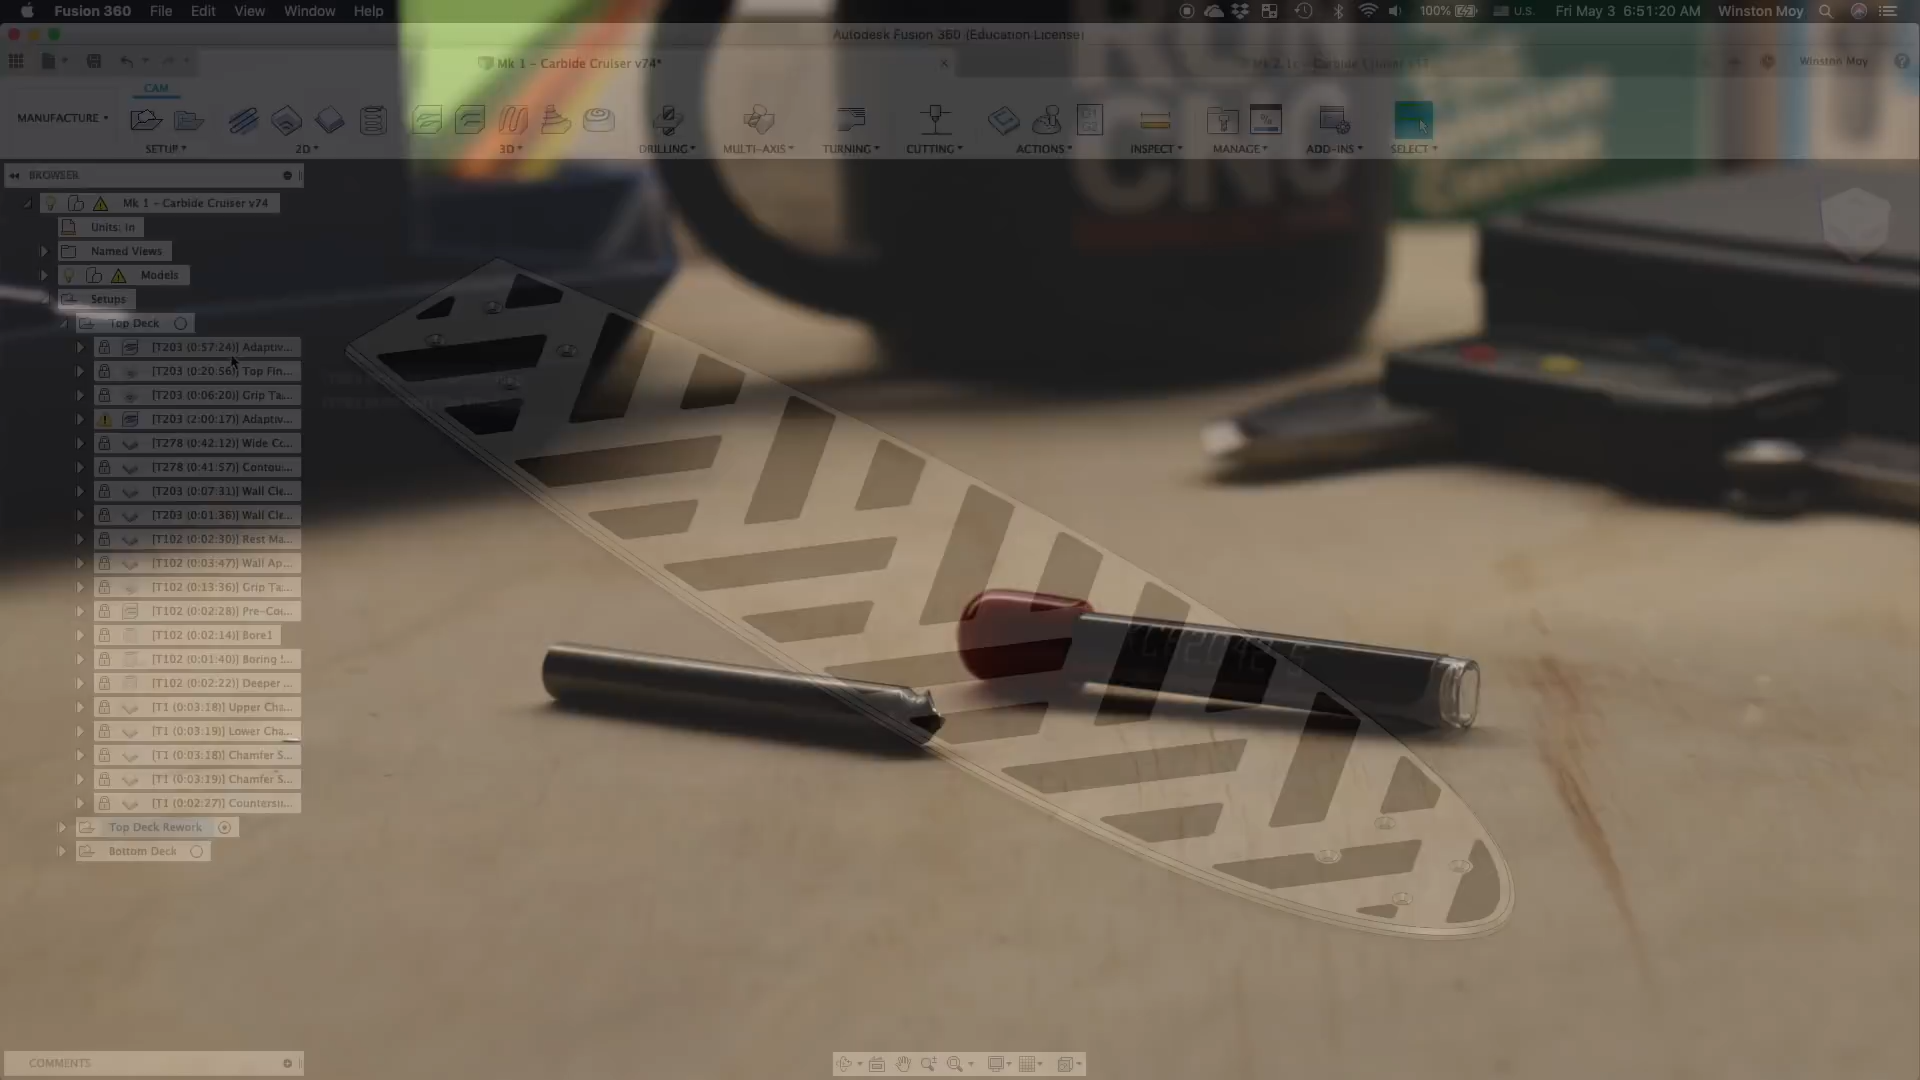 Fusion 360 File Edit View Window Help 100% U.S. Fri May 3 6:51:20 AM Winston Moy
Autodesk Fusion 360 (Education License)
Mk 1 - Carbide Cruiser v74* Winston Moy
CAM
MANUFACTURE
SETUP 2D 3D DRILLING MULTI-AXIS TURNING CUTTING ACTIONS INSPECT MANAGE ADD-INS SELECT
BROWSER
Mk 1 - Carbide Cruiser v74
Units: in
Named Views
Models
Setups
Top Deck
[T203 (0:57:24)] Adaptiv...
[T203 (0:20:56)] Top Fin...
[T203 (0:06:20)] Grip Ta...
[T203 (2:00:17)] Adaptiv...
[T278 (0:42:12)] Wide Co...
[T278 (0:41:57)] Contou...
[T203 (0:07:31)] Wall Cle...
[T203 (0:01:36)] Wall Cle...
[T102 (0:02:30)] Rest Ma...
[T102 (0:03:47)] Wall Ap...
[T102 (0:13:36)] Grip Ta...
[T102 (0:02:28)] Pre-Cou...
[T102 (0:02:14)] Bore1
[T102 (0:01:40)] Boring
[T102 (0:02:22)] Deeper ...
[T1 (0:03:18)] Upper Cha...
[T1 (0:03:19)] Lower Cha...
[T1 (0:03:18)] Chamfer S...
[T1 (0:03:19)] Chamfer S...
[T1 (0:02:27)] Countersi...
Top Deck Rework
Bottom Deck
CNC
COMMENTS